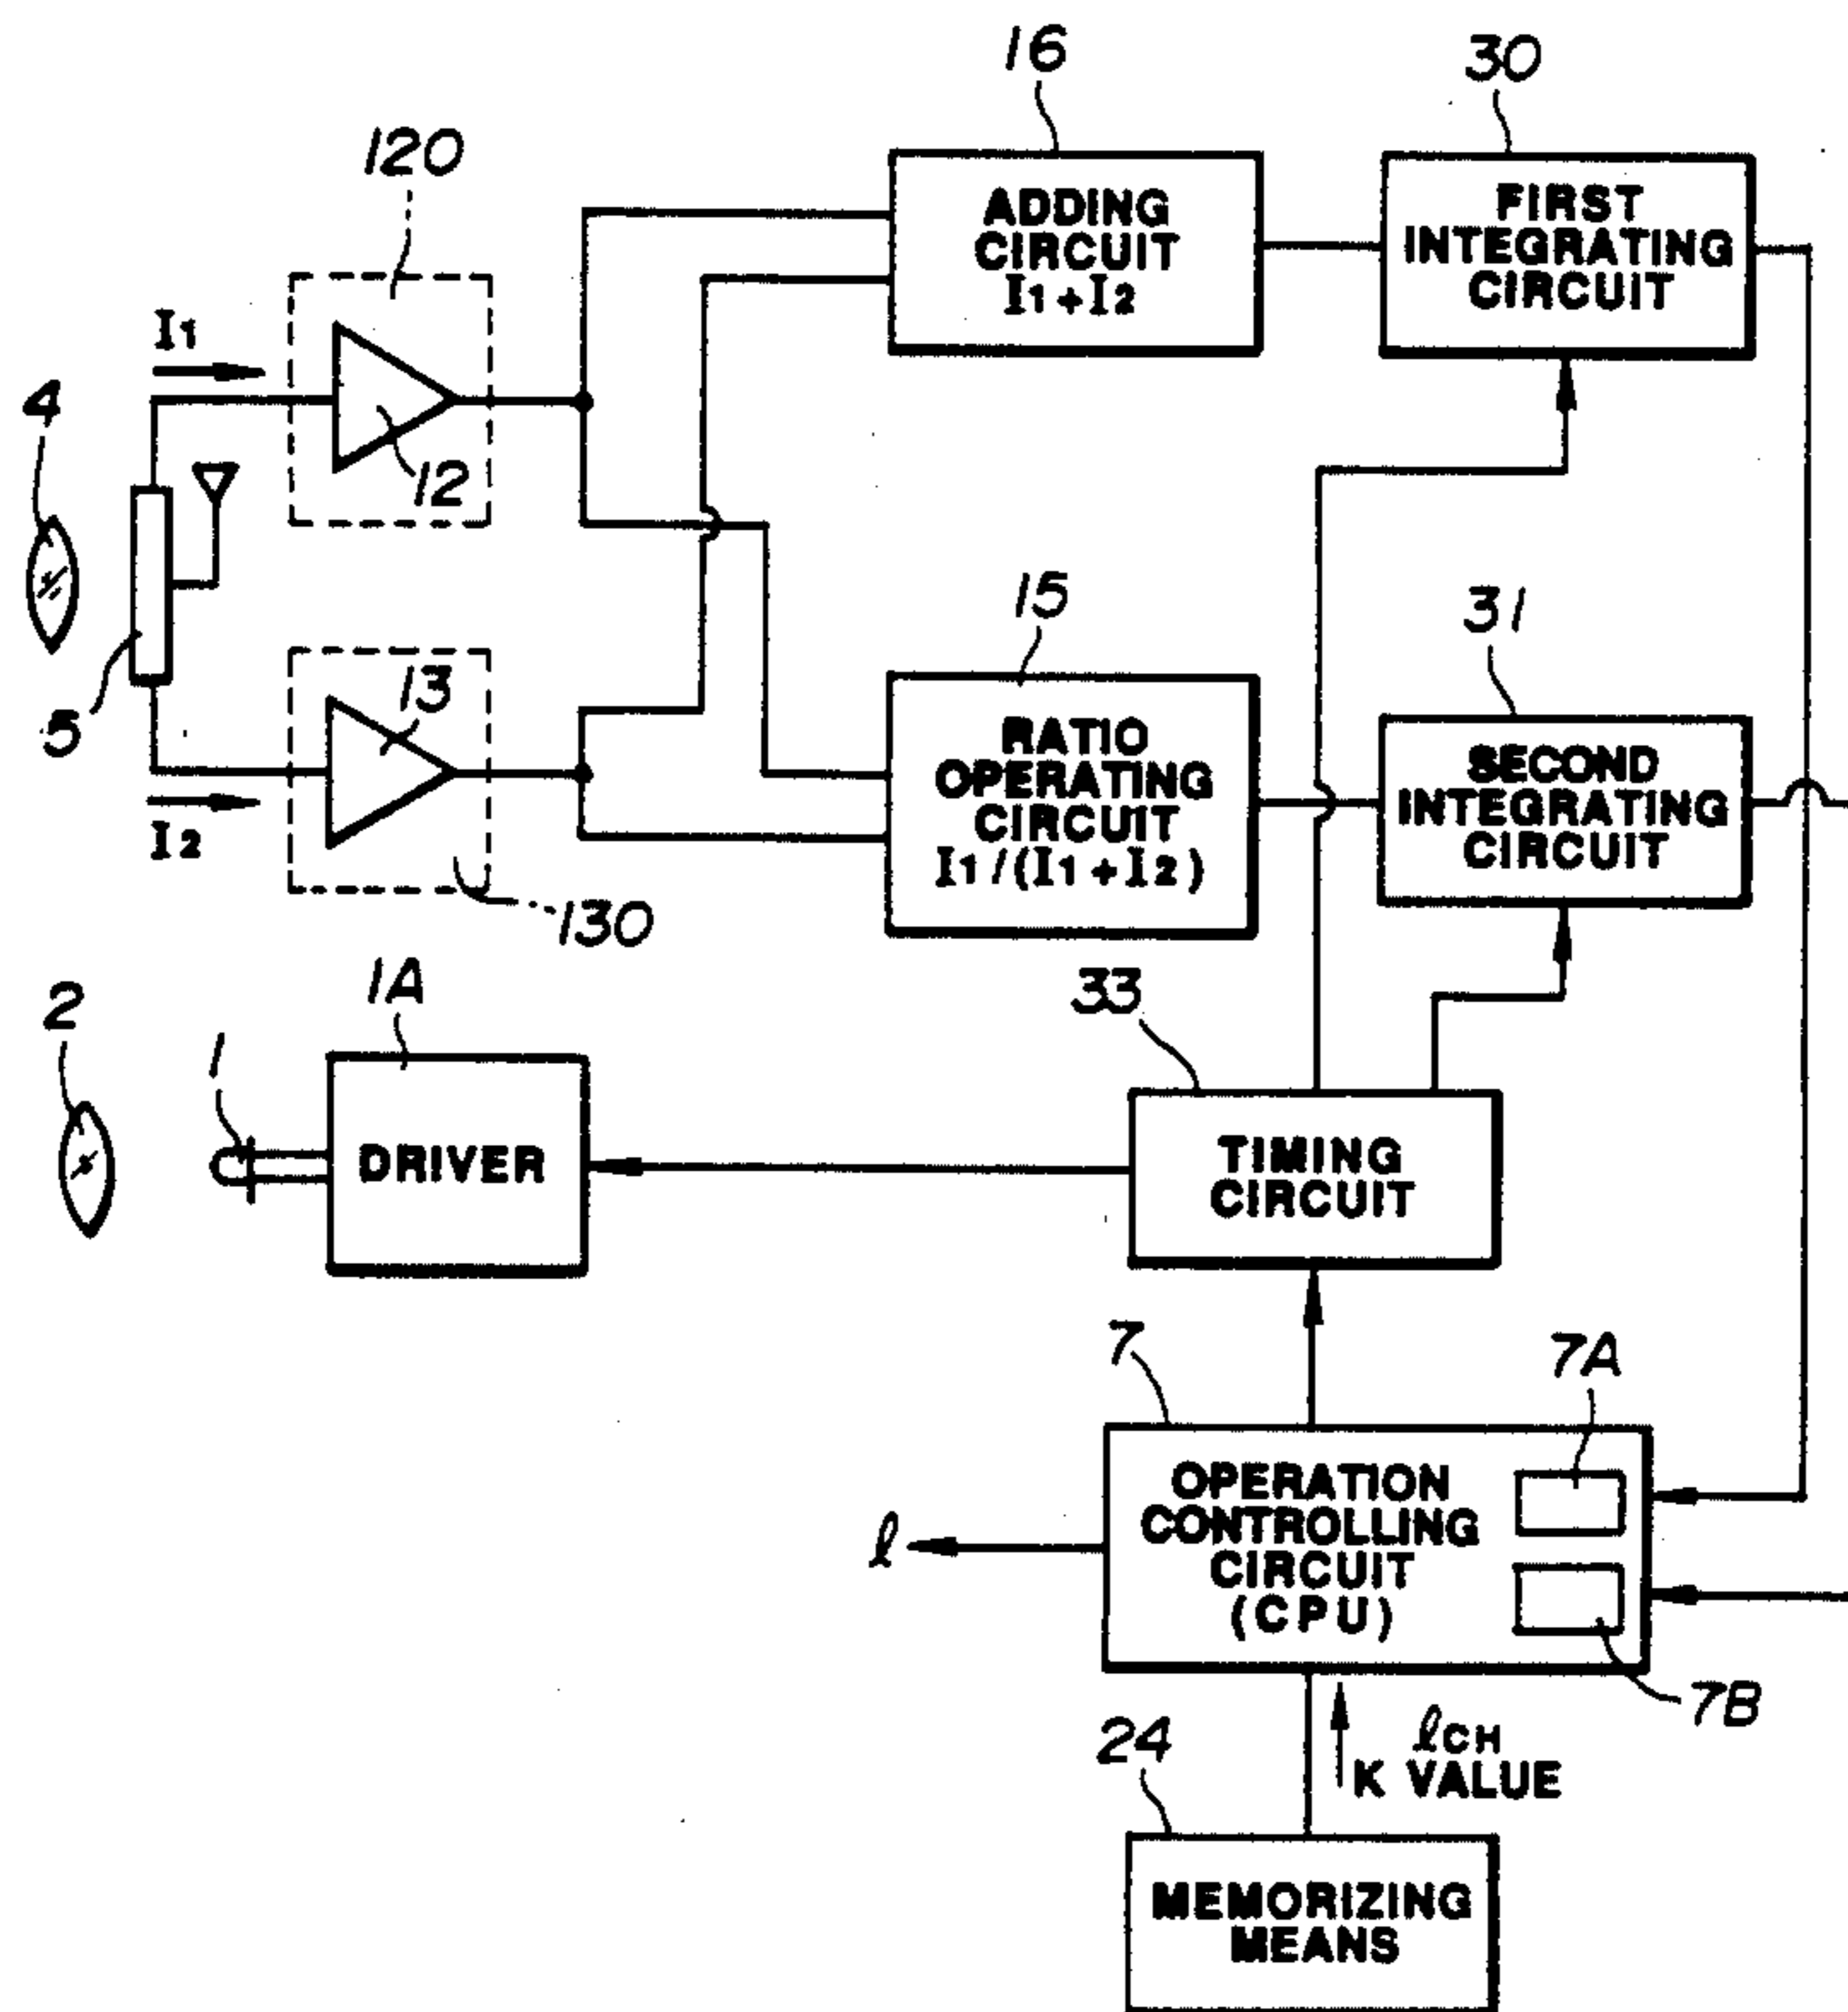 16
30
120
ADDING
CIRCUIT
I1+I2
FIRST
INTEGRATING
CIRCUIT
I1
4
12
15
31
5
13
RATIO
OPERATING
CIRCUIT
I1/(I1+I2)
SECOND
INTEGRATING
CIRCUIT
I2
130
2
1
1A
33
DRIVER
TIMING
CIRCUIT
7
7A
OPERATION
CONTROLLING
CIRCUIT
(CPU)
ℓ
7B
24
ℓCH
K VALUE
MEMORIZING
MEANS